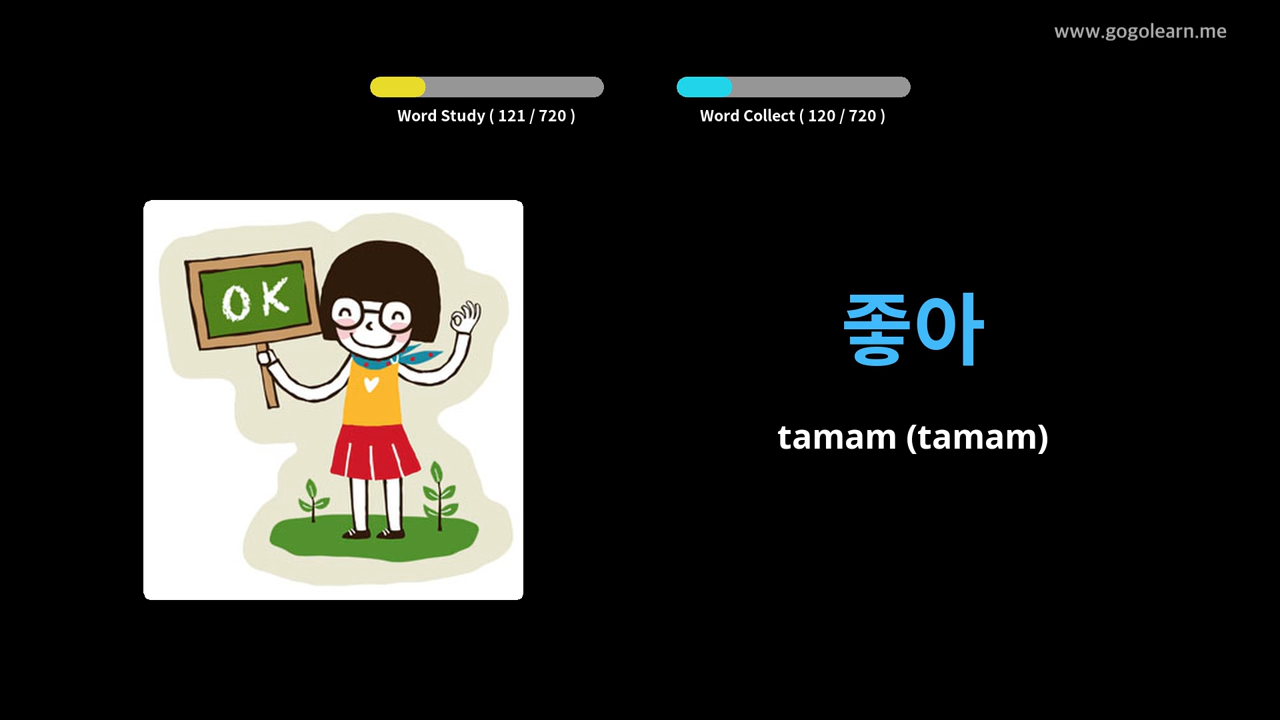 www.gogolearn.me
Word Study ( 121 / 720 )
Word Collect ( 120 / 720 )
OK
좋아
tamam (tamam)